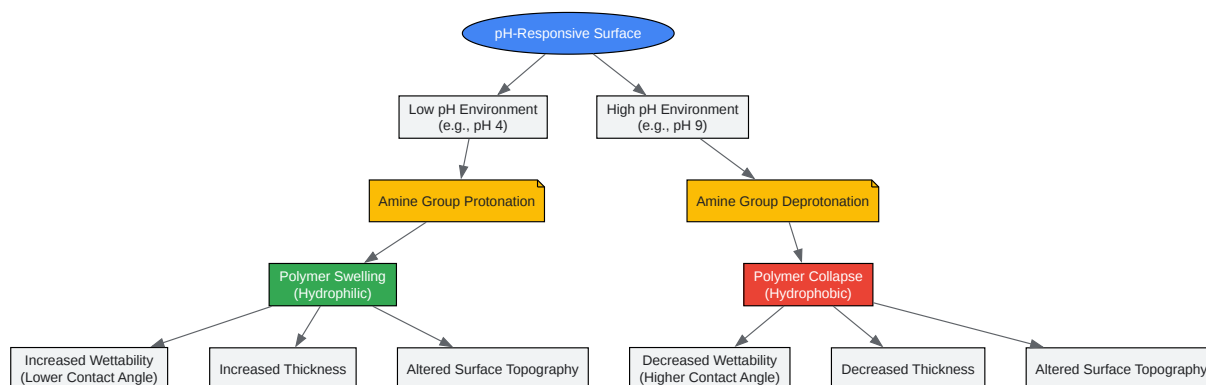 pH-Responsive Surface
Low pH Environment
(e.g., pH 4)
High pH Environment
(e.g., pH 9)
Amine Group Protonation
Amine Group Deprotonation
Polymer Swelling
(Hydrophilic)
Polymer Collapse
(Hydrophobic)
Increased Wettability
(Lower Contact Angle)
Increased Thickness
Altered Surface Topography
Decreased Wettability
(Higher Contact Angle)
Decreased Thickness
Altered Surface Topography